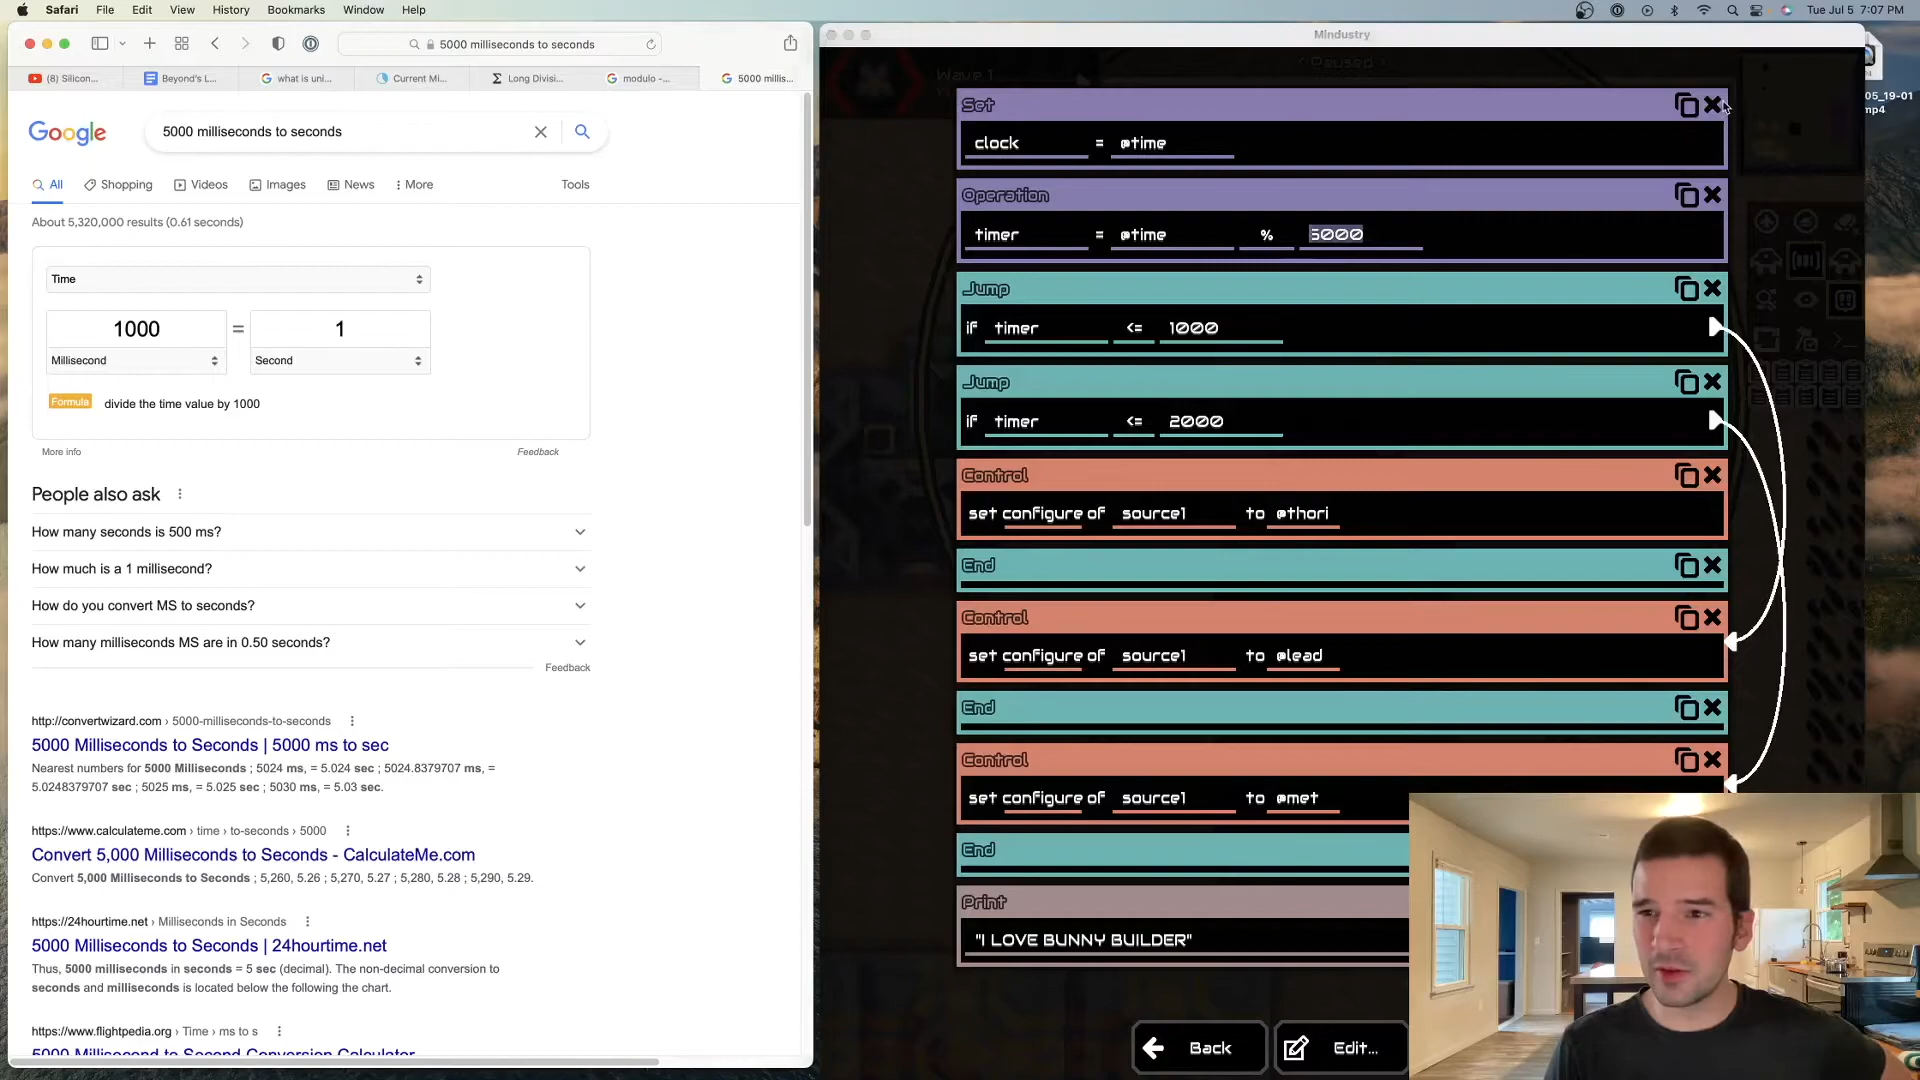 Safari File Edit View History Bookmarks Window Help
Tue Jul 5 7:07 PM
5000 milliseconds to seconds
(8) Silicon...
Beyond's L...
what is uni...
Current Mi...
Long Divisi...
modulo -...
5000 millis...
Google
5000 milliseconds to seconds
All
Shopping
Videos
Images
News
More
Tools
About 5,320,000 results (0.61 seconds)
Time
1000 = 1
Millisecond
Second
Formula divide the time value by 1000
More info
Feedback
People also ask
How many seconds is 500 ms?
How much is a 1 millisecond?
How do you convert MS to seconds?
How many milliseconds MS are in 0.50 seconds?
Feedback
http://convertwizard.com › 5000-milliseconds-to-seconds
5000 Milliseconds to Seconds | 5000 ms to sec
Nearest numbers for 5000 Milliseconds ; 5024 ms, = 5.024 sec ; 5024.8379707 ms, =
5.0248379707 sec ; 5025 ms, = 5.025 sec ; 5030 ms, = 5.03 sec.
https://www.calculateme.com › time › to-seconds › 5000
Convert 5,000 Milliseconds to Seconds - CalculateMe.com
Convert 5,000 Milliseconds to Seconds ; 5,260, 5.26 ; 5,270, 5.27 ; 5,280, 5.28 ; 5,290, 5.29.
https://24hourtime.net › Milliseconds in Seconds
5000 Milliseconds to Seconds | 24hourtime.net
Thus, 5000 milliseconds in seconds = 5 sec (decimal). The non-decimal conversion to
seconds and milliseconds is located below the following the chart.
https://www.flightpedia.org › Time › ms to s
5000 Millisecond to Second Conversion Calculator
Mindustry
< Paused >
Wave 1
Set
clock = @time
Operation
timer = @time % 5000
Jump
if timer <= 1000
Jump
if timer <= 2000
Control
set configure of source1 to @thori
End
Control
set configure of source1 to @lead
End
Control
set configure of source1 to @met
End
Print
"I LOVE BUNNY BUILDER"
Back
Edit...
05_19-01
mp4